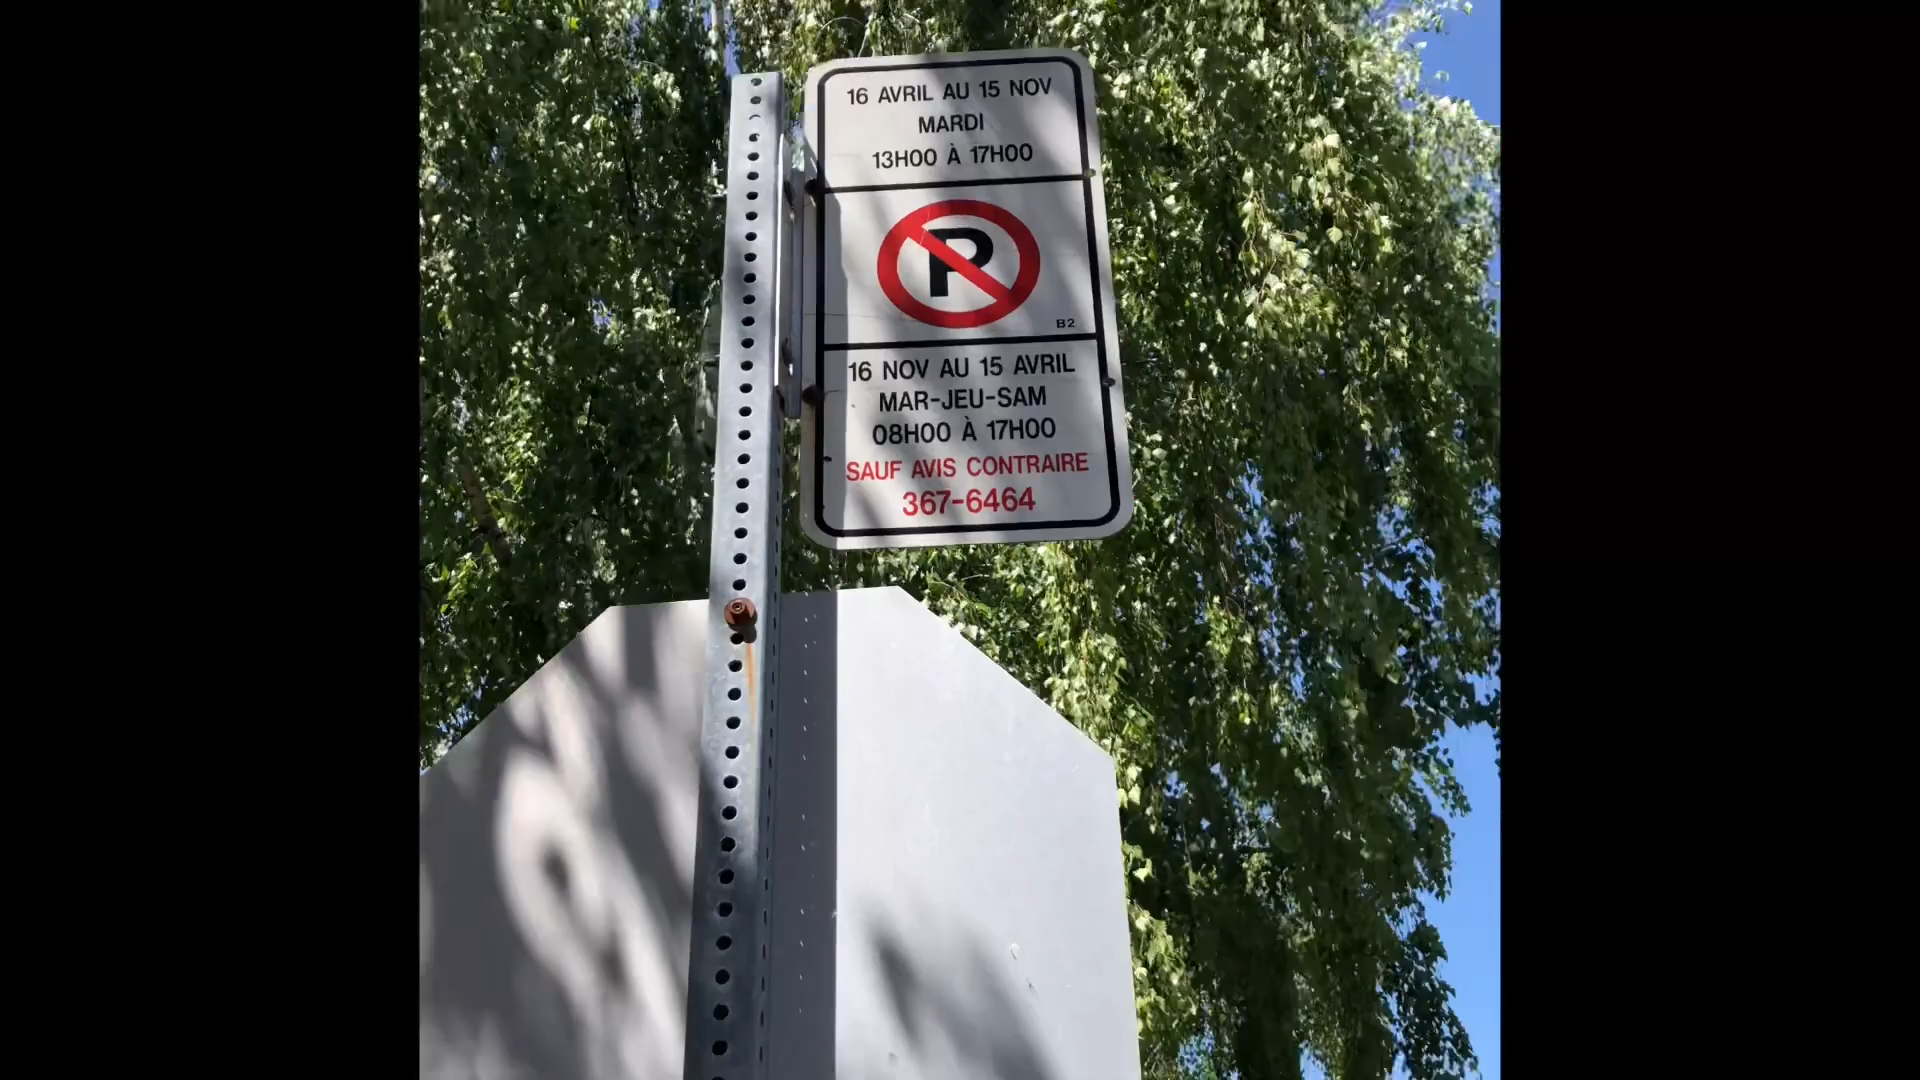 16 AVRIL AU 15 NOV
MARDI
13H00 À 17H00
P
B2
16 NOV AU 15 AVRIL
MAR-JEU-SAM
08H00 À 17H00
SAUF AVIS CONTRAIRE
367-6464